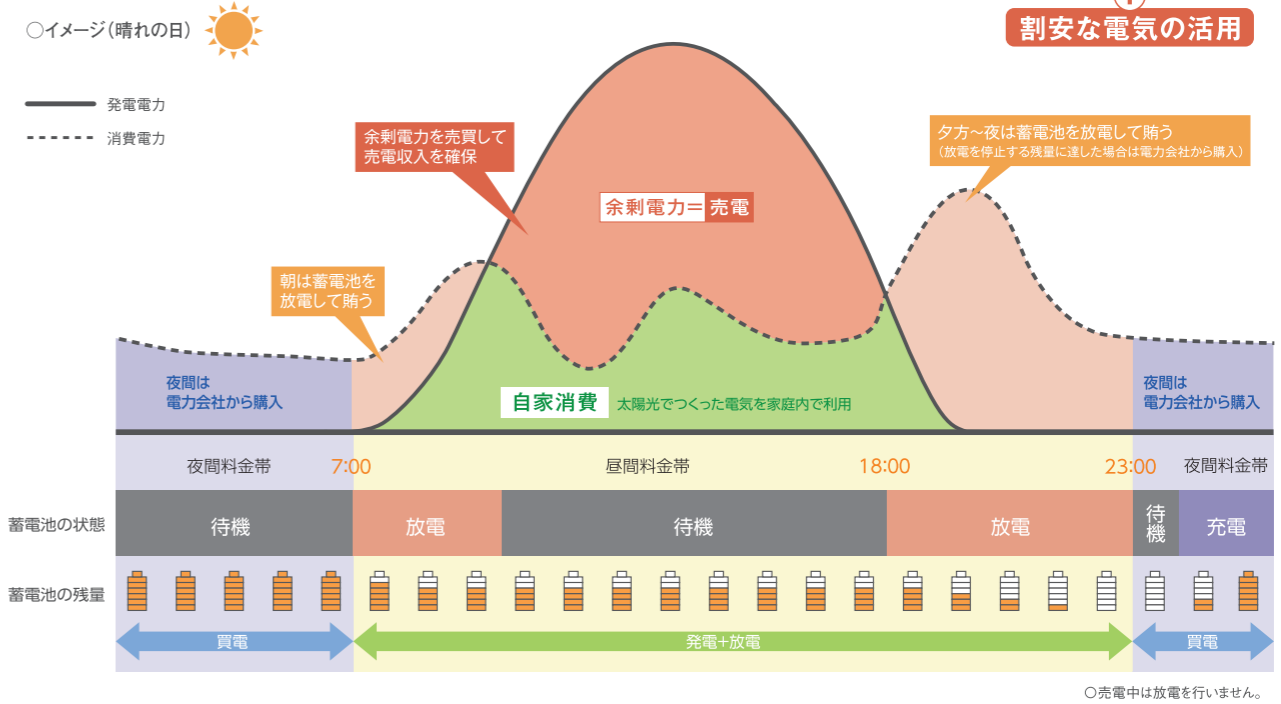 ○イメージ(晴れの日)
割安な電気の活用
発電電力
消費電力
余剰電力を売買して
売電収入を確保
夕方～夜は蓄電池を放電して賄う
(放電を停止する残量に達した場合は電力会社から購入)
余剰電力=売電
朝は蓄電池を
放電して賄う
夜間は
電力会社から購入
自家消費 太陽光でつくった電気を家庭内で利用
夜間は
電力会社から購入
夜間料金帯 7:00 昼間料金帯 18:00 23:00 夜間料金帯
蓄電池の状態 待機 放電 待機 放電 待機 充電
蓄電池の残量
買電 発電+放電 買電
○売電中は放電を行いません。